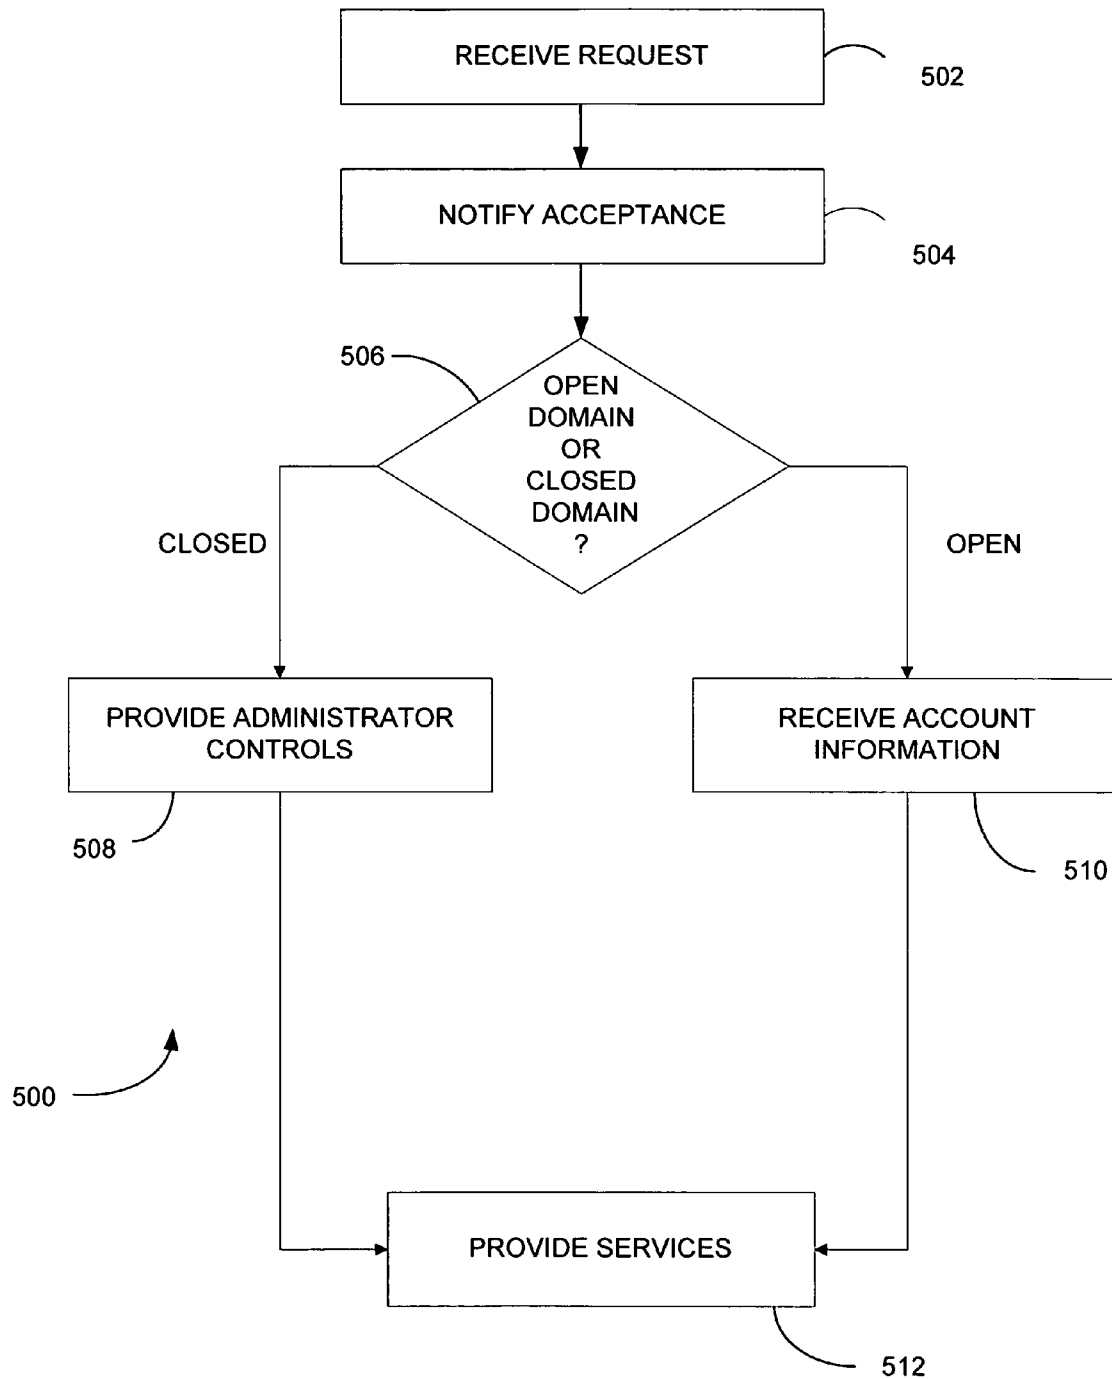 RECEIVE REQUEST
502
NOTIFY ACCEPTANCE
504
506
OPEN
DOMAIN
OR
CLOSED
DOMAIN
?
CLOSED
OPEN
PROVIDE ADMINISTRATOR
CONTROLS
RECEIVE ACCOUNT
INFORMATION
508
510
500
PROVIDE SERVICES
512